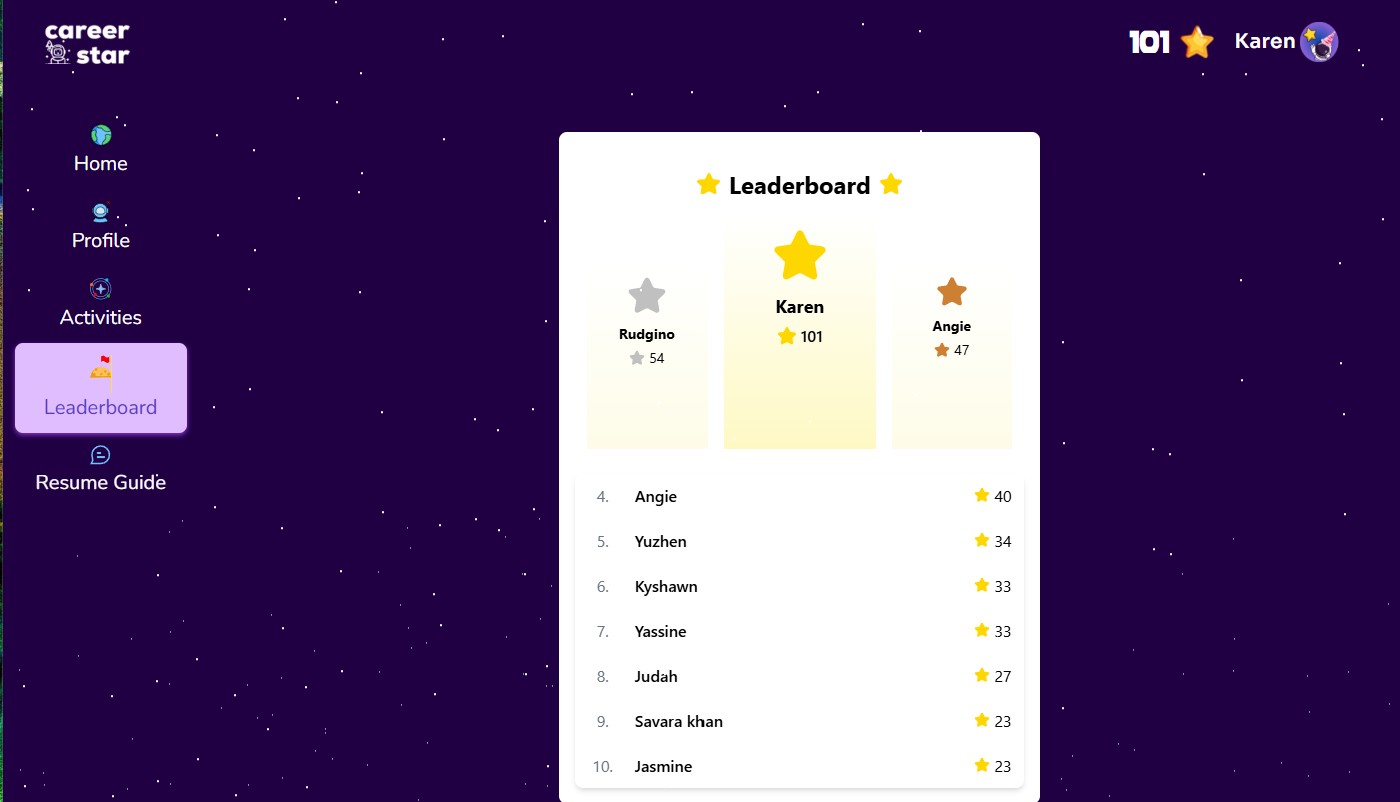 career
star
101
Karen
Home
Profile
Activities
Leaderboard
Resume Guide
Leaderboard
Karen
101
Rudgino
54
Angie
47
4. Angie 40
5. Yuzhen 34
6. Kyshawn 33
7. Yassine 33
8. Judah 27
9. Savara khan 23
10. Jasmine 23